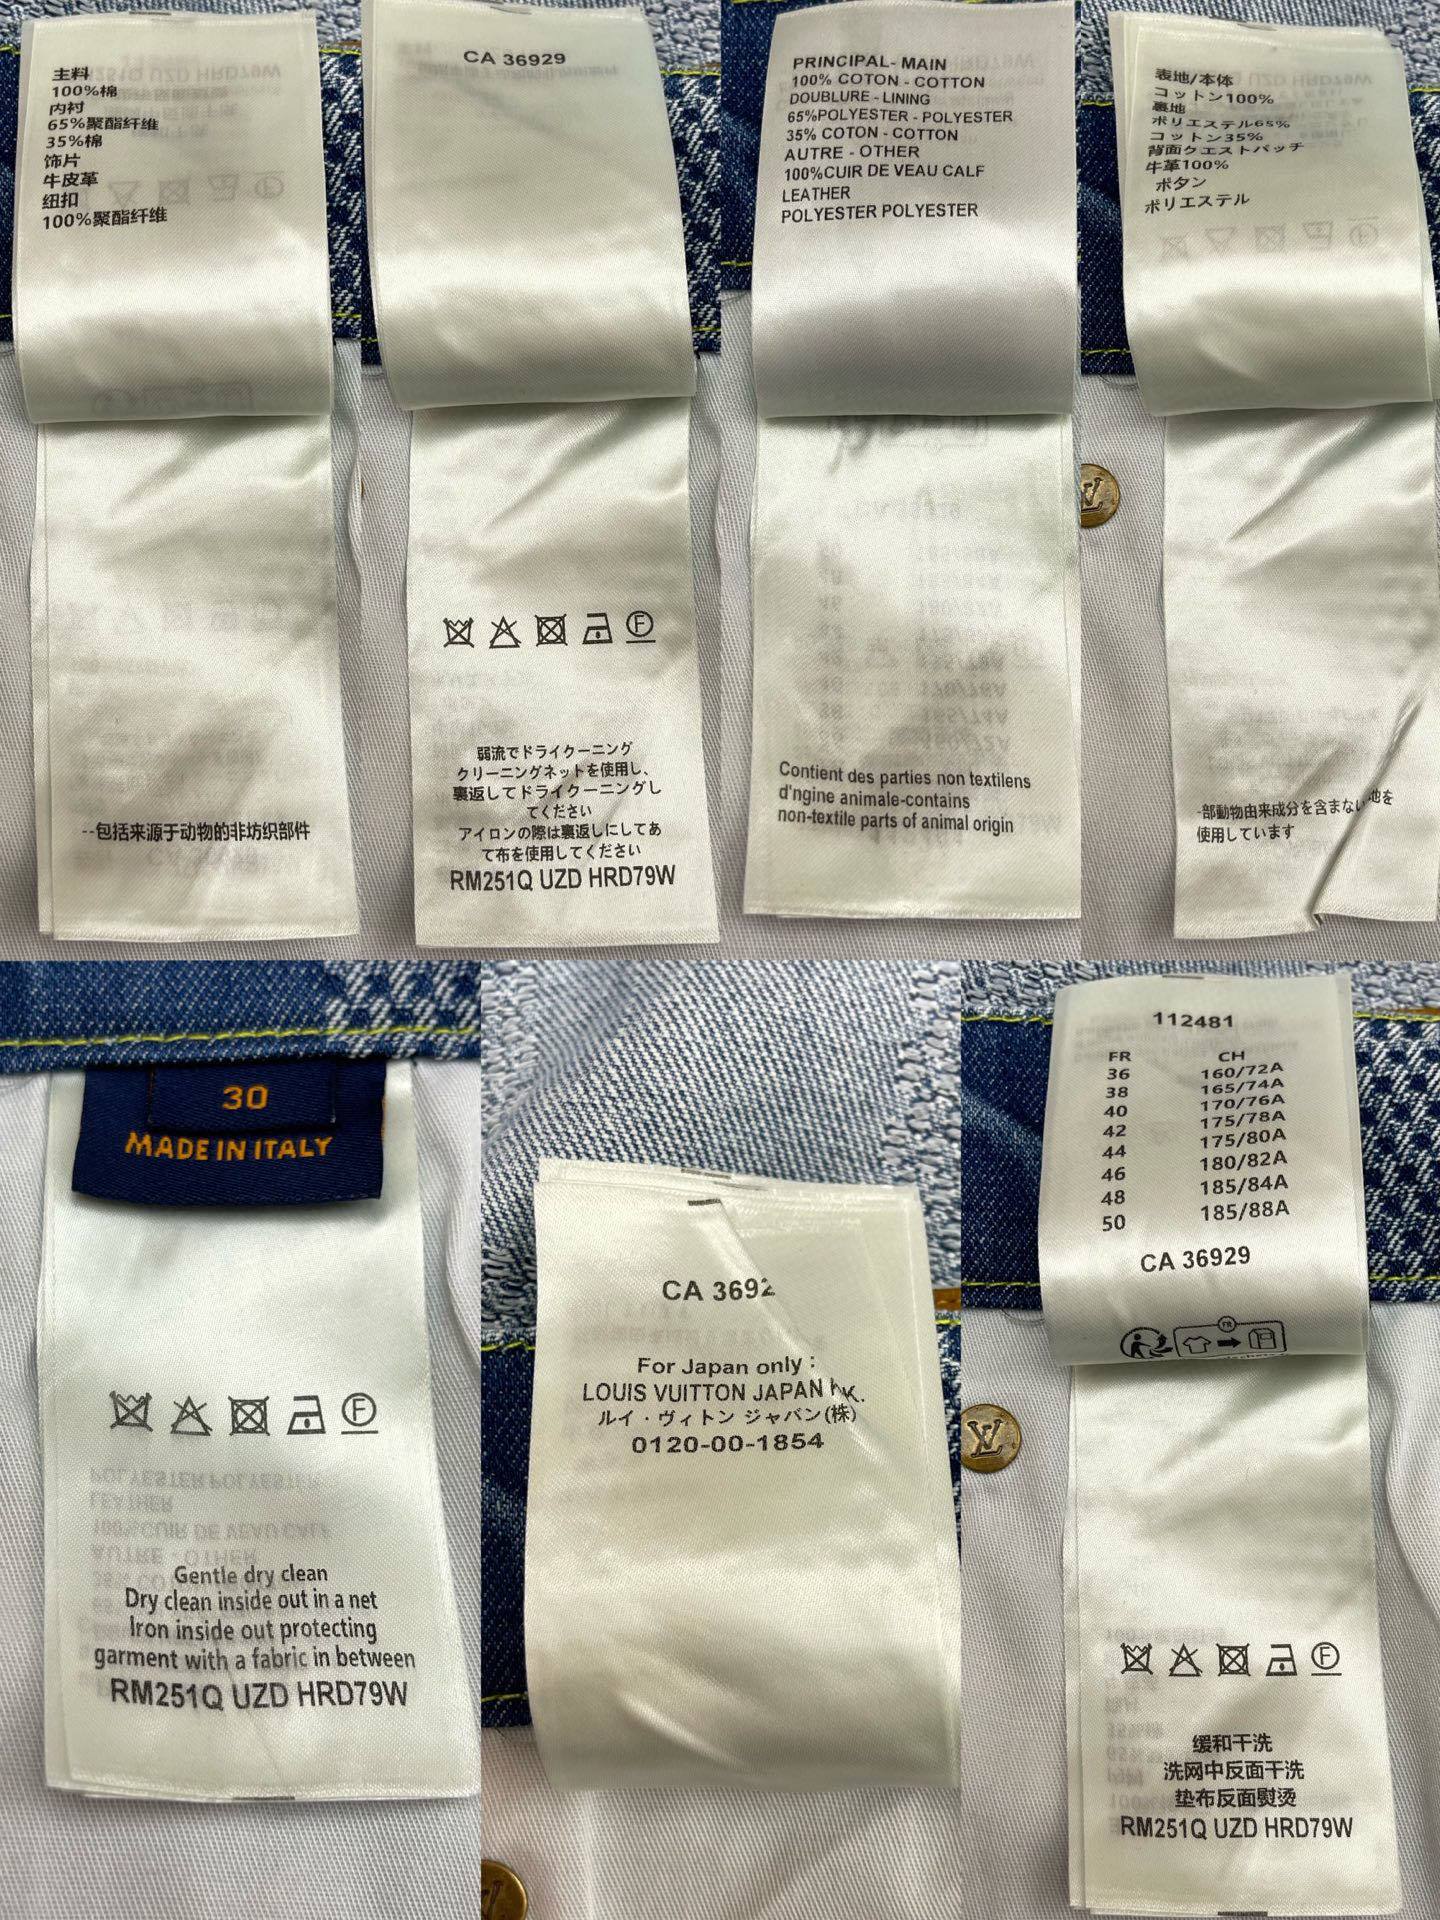 主料
100%棉
内衬
65%聚酯纤维
35%棉
饰片
牛皮革
纽扣
100%聚酯纤维
--包括来源于动物的非纺织部件
CA 36929
F
弱流でドライクーニング
クリーニングネットを使用し、
裏返してドライクーニングし
てください
アイロンの際は裏返しにしてあ
て布を使用してください
RM251Q UZD HRD79W
PRINCIPAL- MAIN
100% COTON - COTTON
DOUBLURE - LINING
65%POLYESTER - POLYESTER
35% COTON - COTTON
AUTRE - OTHER
100%CUIR DE VEAU CALF
LEATHER
POLYESTER POLYESTER
Contient des parties non textilens
d'ngine animale-contains
non-textile parts of animal origin
表地/本体
コットン100%
裏地
ポリエステル65%
コットン35%
背面ウエストパッチ
牛革100%
ボタン
ポリエステル
-部動物由来成分を含まない地を
使用しています
LV
30
MADE IN ITALY
F
Gentle dry clean
Dry clean inside out in a net
Iron inside out protecting
garment with a fabric in between
RM251Q UZD HRD79W
CA 3692
For Japan only :
LOUIS VUITTON JAPAN K.
ルイ・ヴィトン ジャパン(株)
0120-00-1854
112481
FR CH
36 160/72A
38 165/74A
40 170/76A
42 175/78A
44 175/80A
46 180/82A
48 185/84A
50 185/88A
CA 36929
FR
LV
F
缓和干洗
洗网中反面干洗
垫布反面熨烫
RM251Q UZD HRD79W